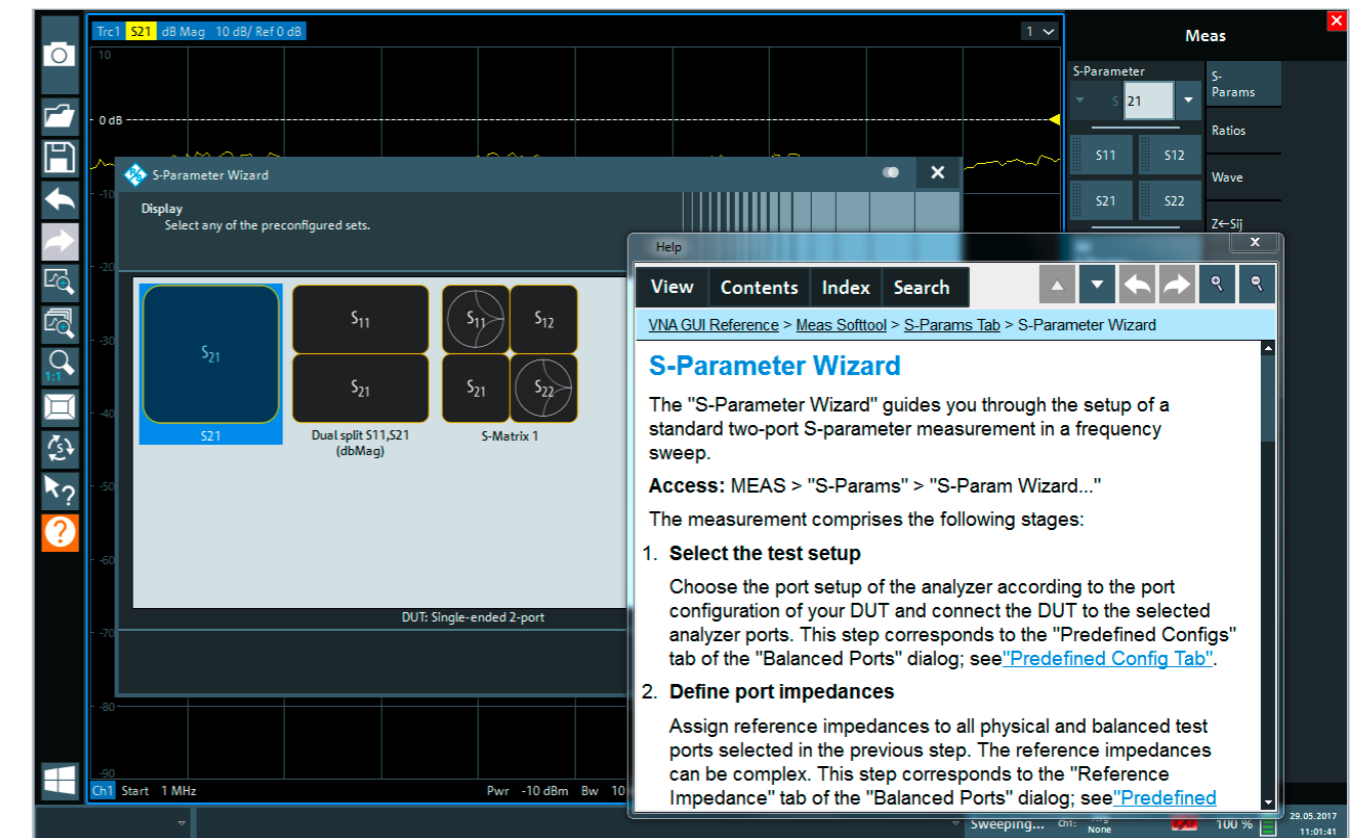 Trc1 S21 dB Mag 10 dB/ Ref 0 dB
1
10
0 dB
-10
-20
-30
-40
-50
-60
-70
-80
-90
1:1
S
?
?
S-Parameter Wizard
Display
Select any of the preconfigured sets.
S21
S11
S21
S11
S12
S21
S22
S21
Dual split S11,S21
(dbMag)
S-Matrix 1
DUT: Single-ended 2-port
Ch1 Start 1 MHz
Pwr -10 dBm Bw 10
Meas
X
S-Parameter
S 21
S11
S12
S21
S22
S-
Params
Ratios
Wave
Z←Sij
Help
x
View Contents Index Search
VNA GUI Reference > Meas Softtool > S-Params Tab > S-Parameter Wizard
S-Parameter Wizard
The "S-Parameter Wizard" guides you through the setup of a
standard two-port S-parameter measurement in a frequency
sweep.
Access: MEAS > "S-Params" > "S-Param Wizard..."
The measurement comprises the following stages:
1. Select the test setup
Choose the port setup of the analyzer according to the port
configuration of your DUT and connect the DUT to the selected
analyzer ports. This step corresponds to the "Predefined Configs"
tab of the "Balanced Ports" dialog; see"Predefined Config Tab".
2. Define port impedances
Assign reference impedances to all physical and balanced test
ports selected in the previous step. The reference impedances
can be complex. This step corresponds to the "Reference
Impedance" tab of the "Balanced Ports" dialog; see"Predefined
Sweeping... Ch1: None
100 %
29.05.2017
11:01:41